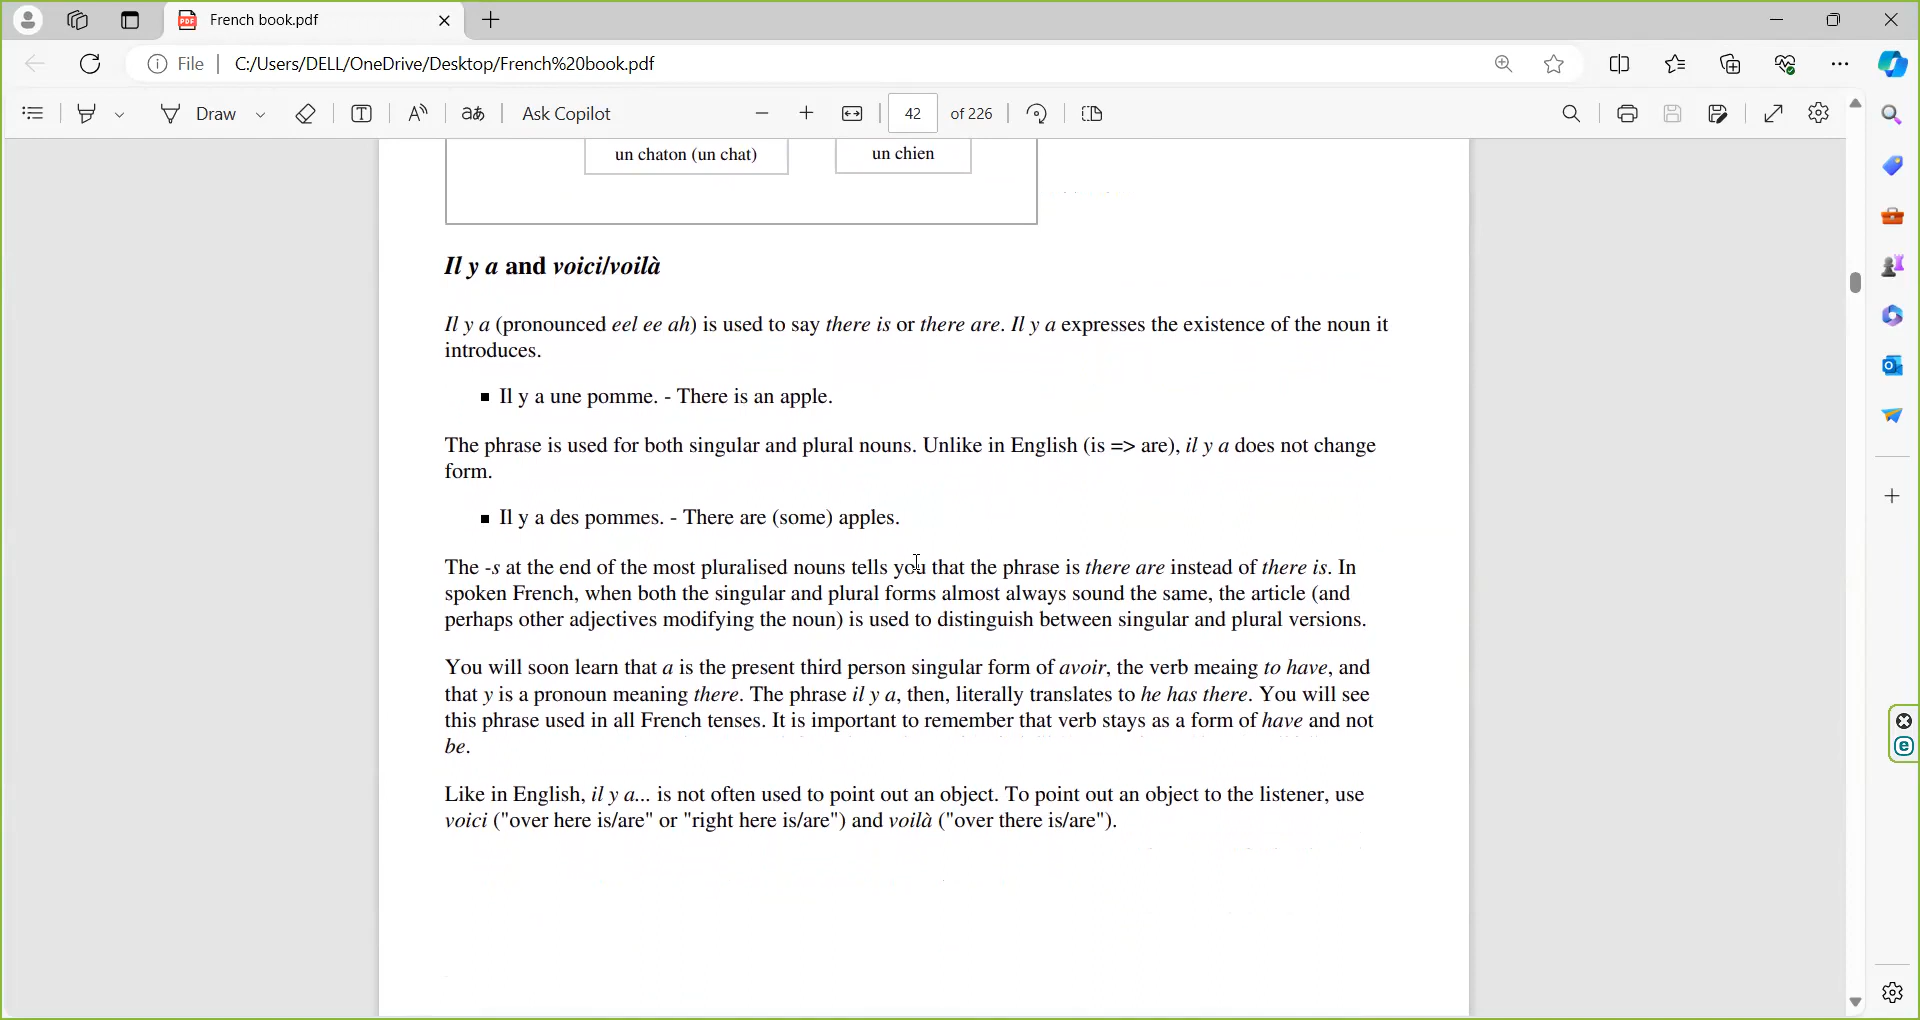 French book.pdf
File
C:/Users/DELL/OneDrive/Desktop/French%20book.pdf
Draw
Ask Copilot
42 of 226
un chaton (un chat)
un chien
Il y a and voici/voilà
Il y a (pronounced eel ee ah) is used to say there is or there are. Il y a expresses the existence of the noun it
introduces.
Il y a une pomme. - There is an apple.
The phrase is used for both singular and plural nouns. Unlike in English (is => are), il y a does not change
form.
Il y a des pommes. - There are (some) apples.
The -s at the end of the most pluralised nouns tells you that the phrase is there are instead of there is. In
spoken French, when both the singular and plural forms almost always sound the same, the article (and
perhaps other adjectives modifying the noun) is used to distinguish between singular and plural versions.
You will soon learn that a is the present third person singular form of avoir, the verb meaing to have, and
that y is a pronoun meaning there. The phrase il y a, then, literally translates to he has there. You will see
this phrase used in all French tenses. It is important to remember that verb stays as a form of have and not
be.
Like in English, il y a... is not often used to point out an object. To point out an object to the listener, use
voici ("over here is/are" or "right here is/are") and voilà ("over there is/are").